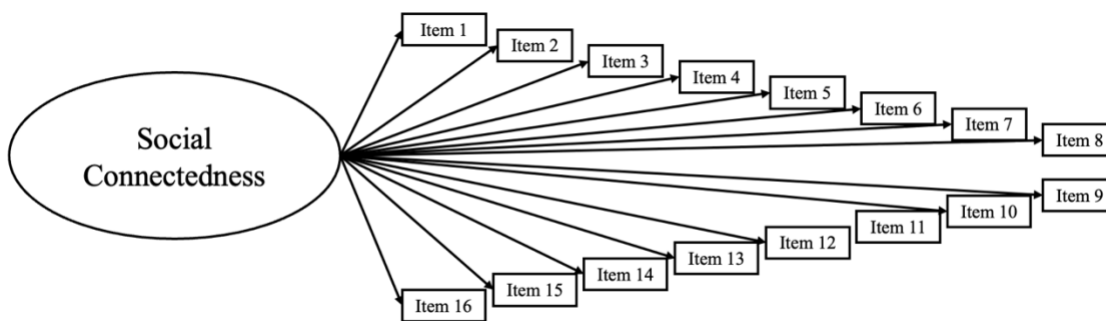 Social
Connectedness
Item 1
Item 2
Item 3
Item 4
Item 5
Item 6
Item 7
Item 8
Item 9
Item 10
Item 11
Item 12
Item 13
Item 14
Item 15
Item 16